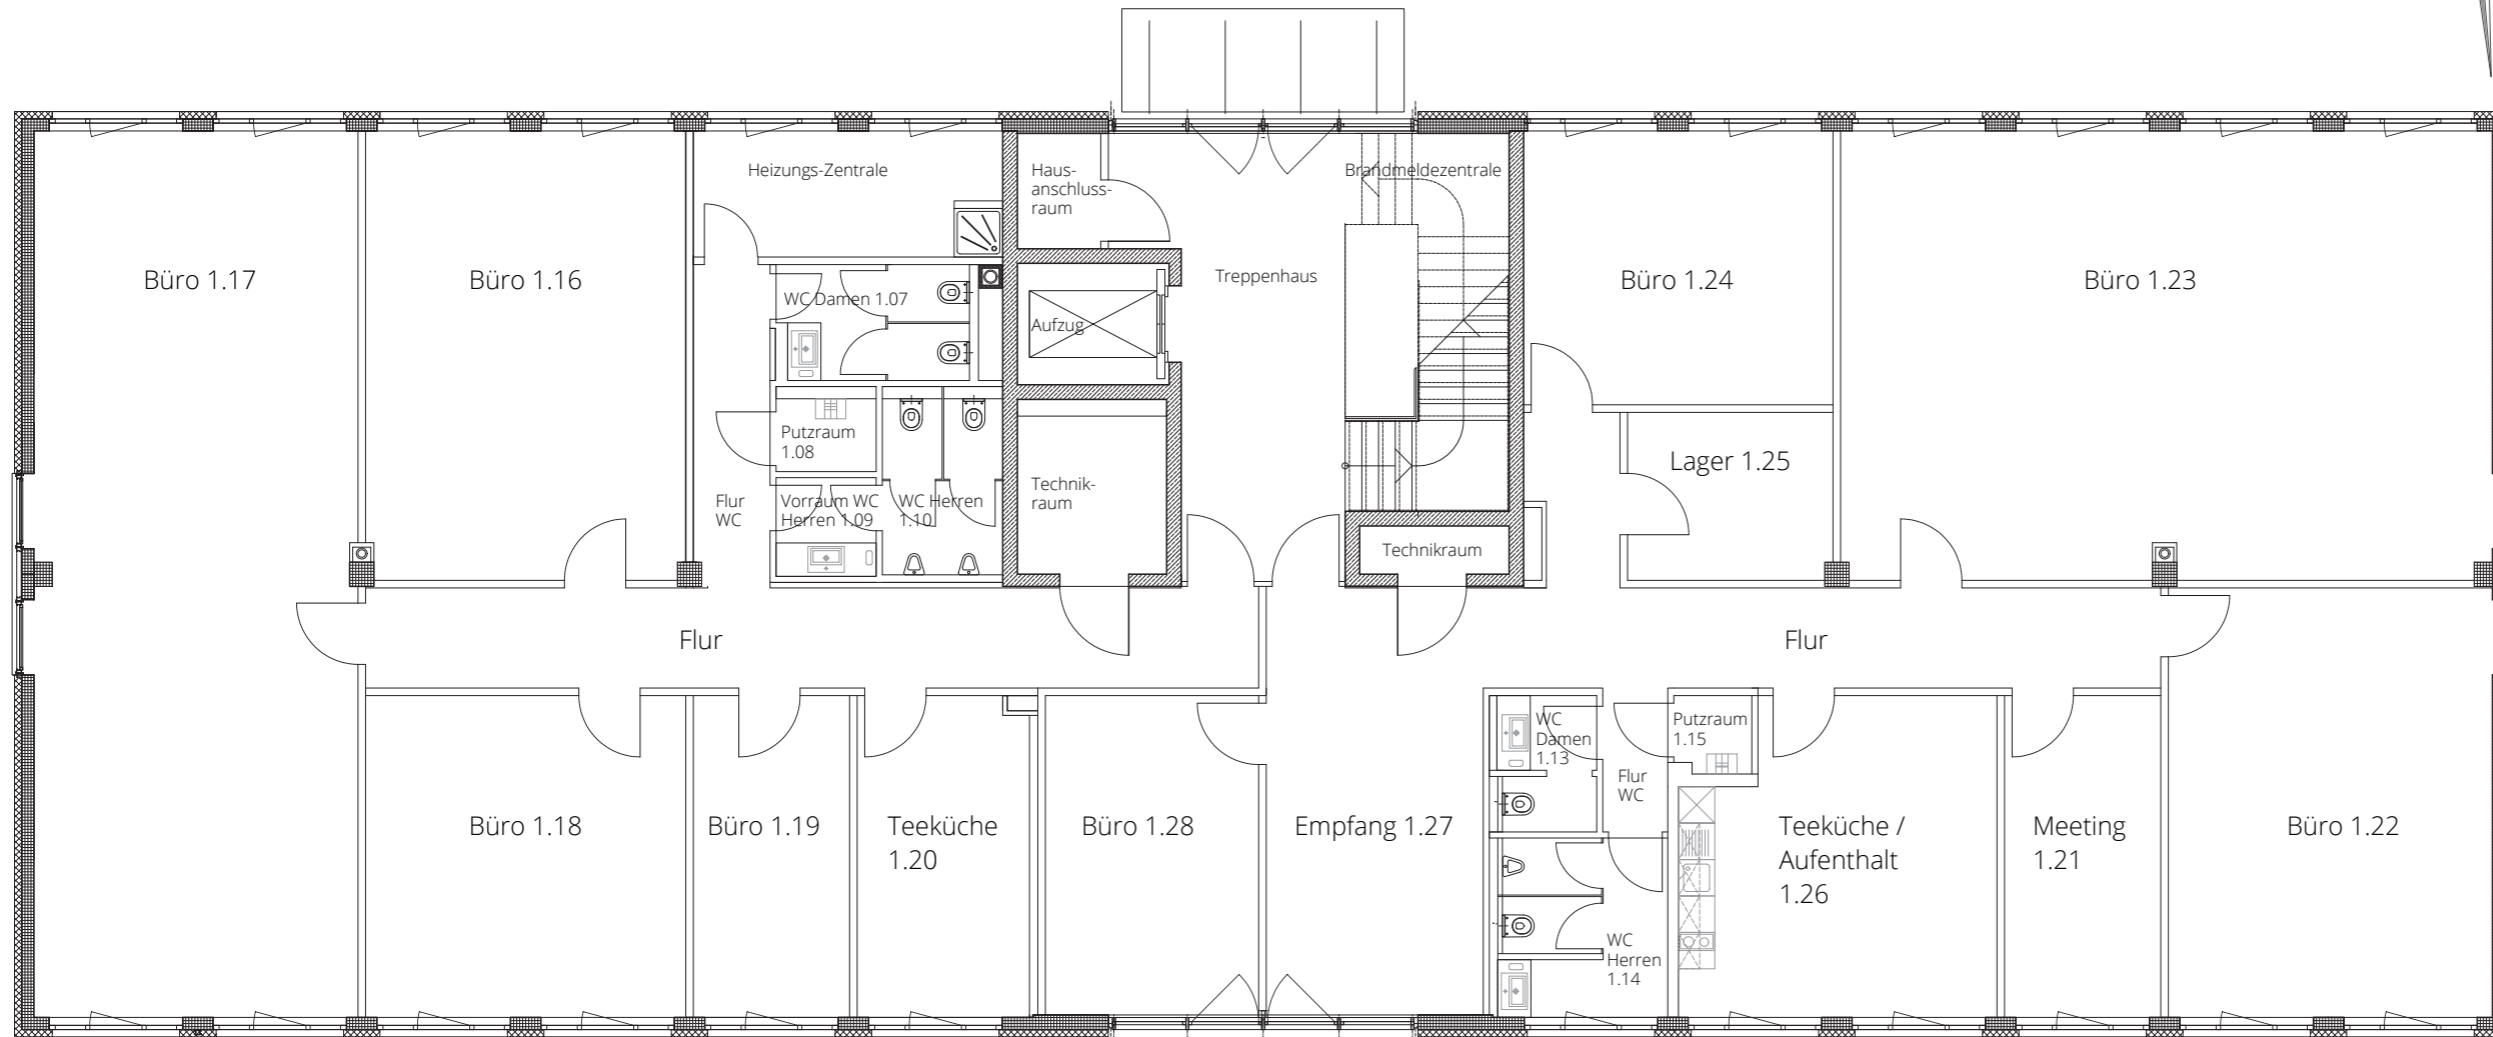 Heizungs-Zentrale
Haus-
anschluss-
raum
Brandmeldezentrale
Büro 1.17
Büro 1.16
WC Damen 1.07
Aufzug
Treppenhaus
Büro 1.24
Büro 1.23
Putzraum
1.08
Flur
WC
Vorraum WC
Herren 1.09
WC Herren
1.10
Technik-
raum
Lager 1.25
Technikraum
Flur
Flur
Büro 1.18
Büro 1.19
Teeküche
1.20
Büro 1.28
Empfang 1.27
WC
Damen
1.13
Flur
WC
Putzraum
1.15
WC
Herren
1.14
Teeküche /
Aufenthalt
1.26
Meeting
1.21
Büro 1.22